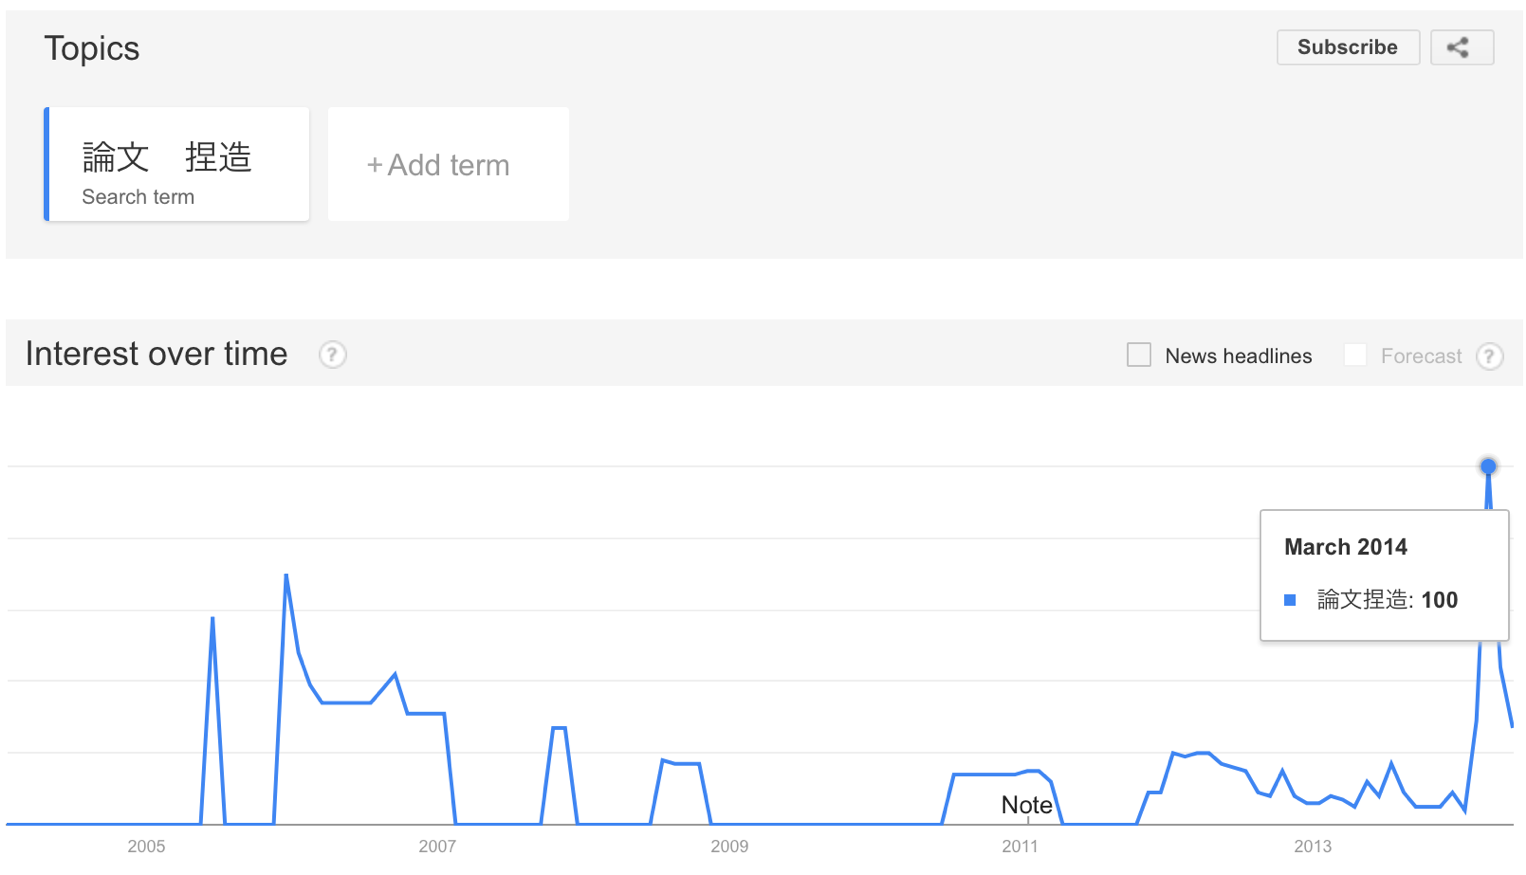 Topics
Subscribe
論文　捏造
Search term
+Add term
Interest over time ?
News headlines
Forecast ?
March 2014
論文捏造: 100
Note
2005 2007 2009 2011 2013